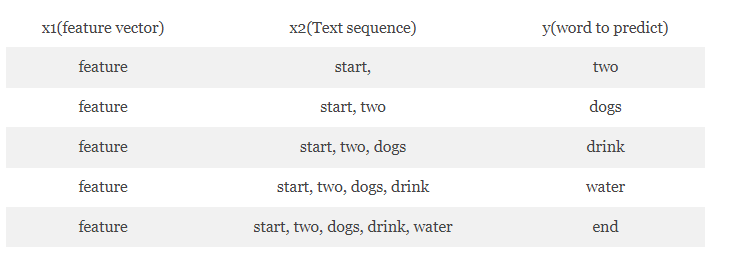 x1(feature vector) x2(Text sequence) y(word to predict)
feature start, two
feature start, two dogs
feature start, two, dogs drink
feature start, two, dogs, drink water
feature start, two, dogs, drink, water end